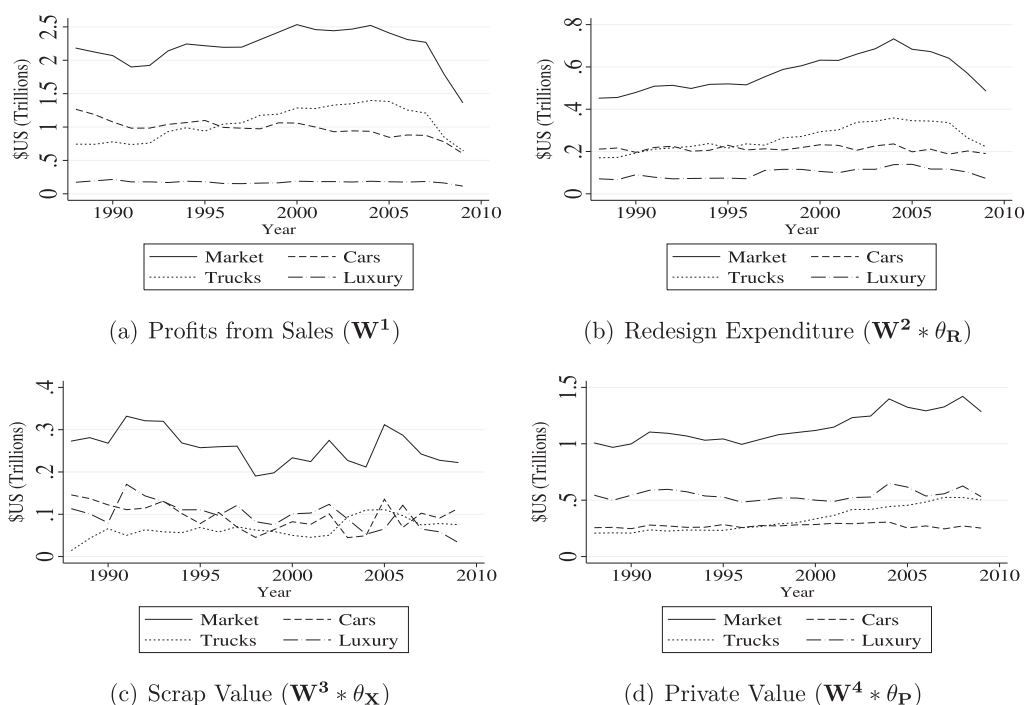 $US (Trillions)
0 .5 1 1.5 2 2.5
1990 1995 2000 2005 2010
Year
Market Cars
Trucks Luxury
(a) Profits from Sales (W¹)
$US (Trillions)
0 .2 .4 .6 .8
1990 1995 2000 2005 2010
Year
Market Cars
Trucks Luxury
(b) Redesign Expenditure (W² * θ_R)
$US (Trillions)
0 .1 .2 .3 .4
1990 1995 2000 2005 2010
Year
Market Cars
Trucks Luxury
(c) Scrap Value (W³ * θ_X)
$US (Trillions)
0 .5 1 1.5
1990 1995 2000 2005 2010
Year
Market Cars
Trucks Luxury
(d) Private Value (W⁴ * θ_P)